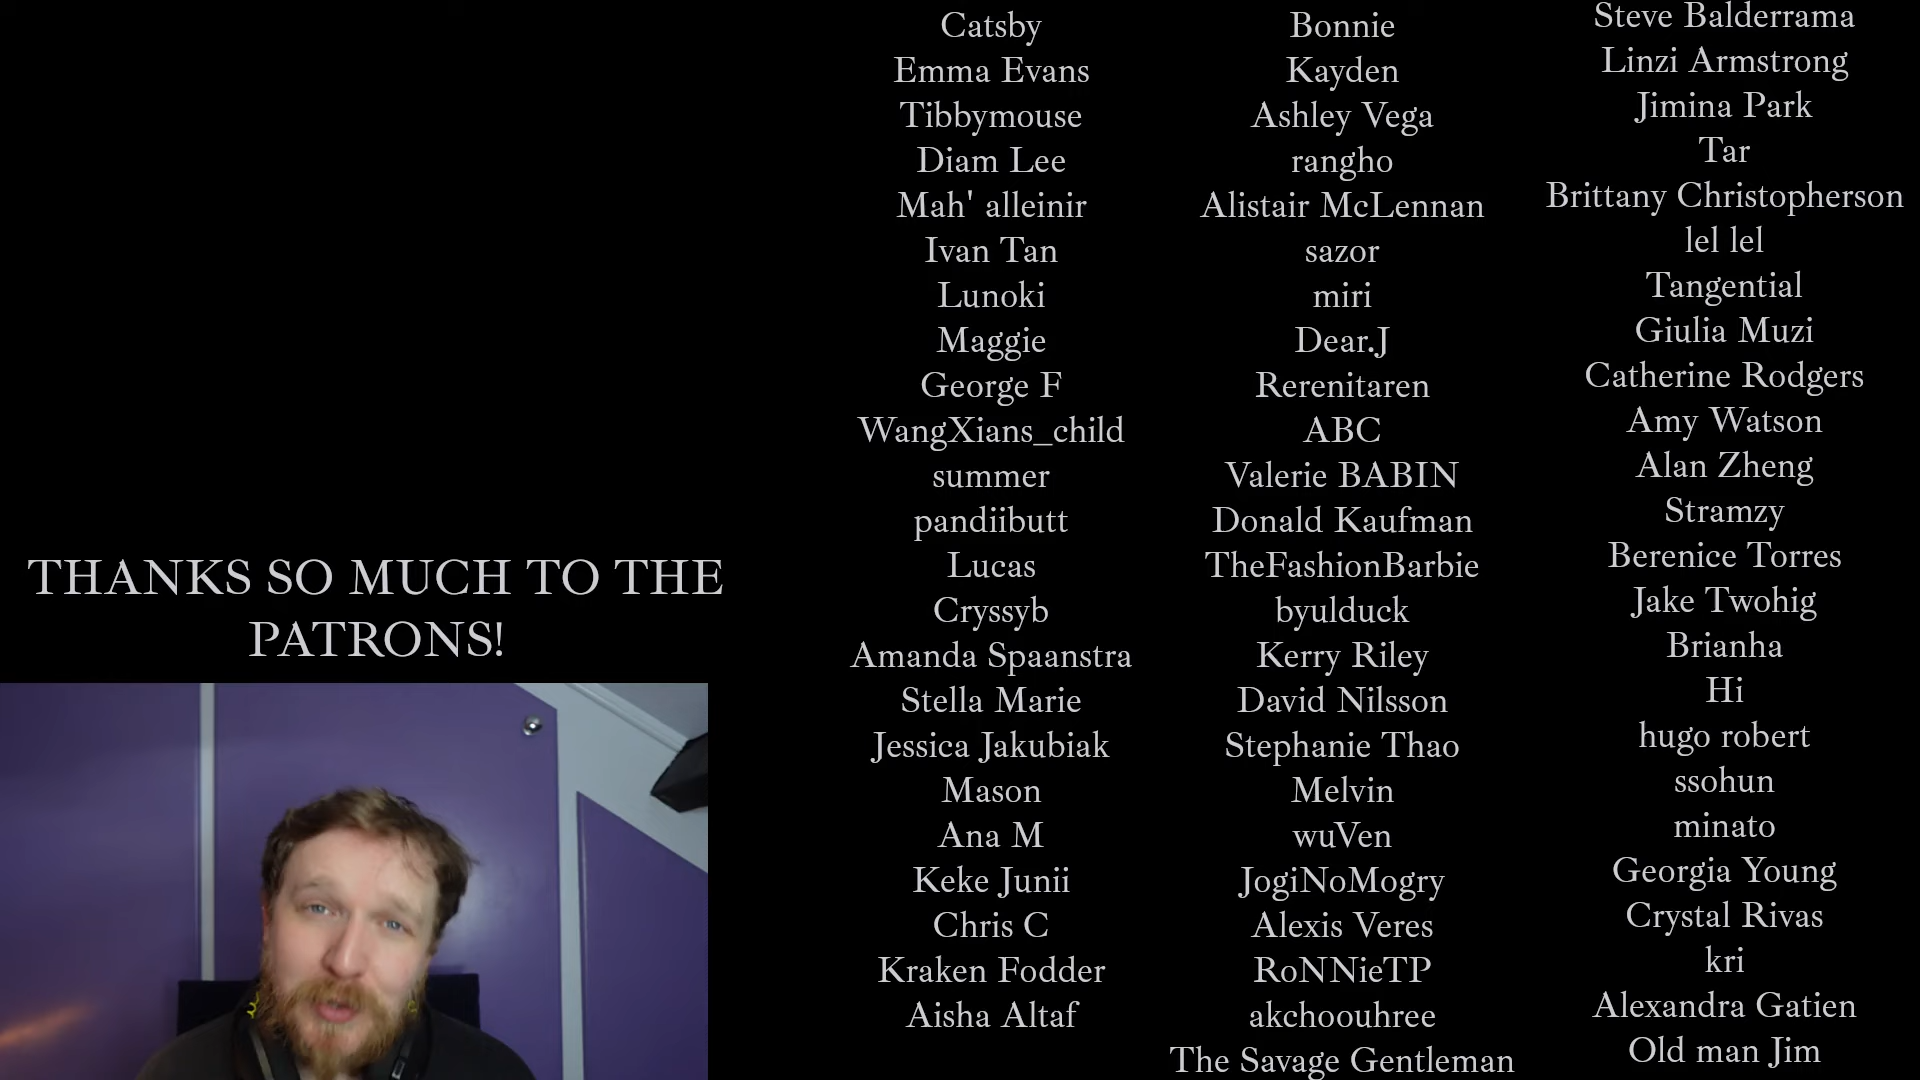 THANKS SO MUCH TO THE
PATRONS!
Catsby
Emma Evans
Tibbymouse
Diam Lee
Mah' alleinir
Ivan Tan
Lunoki
Maggie
George F
WangXians_child
summer
pandiibutt
Lucas
Cryssyb
Amanda Spaanstra
Stella Marie
Jessica Jakubiak
Mason
Ana M
Keke Junii
Chris C
Kraken Fodder
Aisha Altaf
Bonnie
Kayden
Ashley Vega
rangho
Alistair McLennan
sazor
miri
Dear.J
Rerenitaren
ABC
Valerie BABIN
Donald Kaufman
TheFashionBarbie
byulduck
Kerry Riley
David Nilsson
Stephanie Thao
Melvin
wuVen
JogiNoMogry
Alexis Veres
RoNNieTP
akchoouhree
The Savage Gentleman
Steve Balderrama
Linzi Armstrong
Jimina Park
Tar
Brittany Christopherson
lel lel
Tangential
Giulia Muzi
Catherine Rodgers
Amy Watson
Alan Zheng
Stramzy
Berenice Torres
Jake Twohig
Brianha
Hi
hugo robert
ssohun
minato
Georgia Young
Crystal Rivas
kri
Alexandra Gatien
Old man Jim